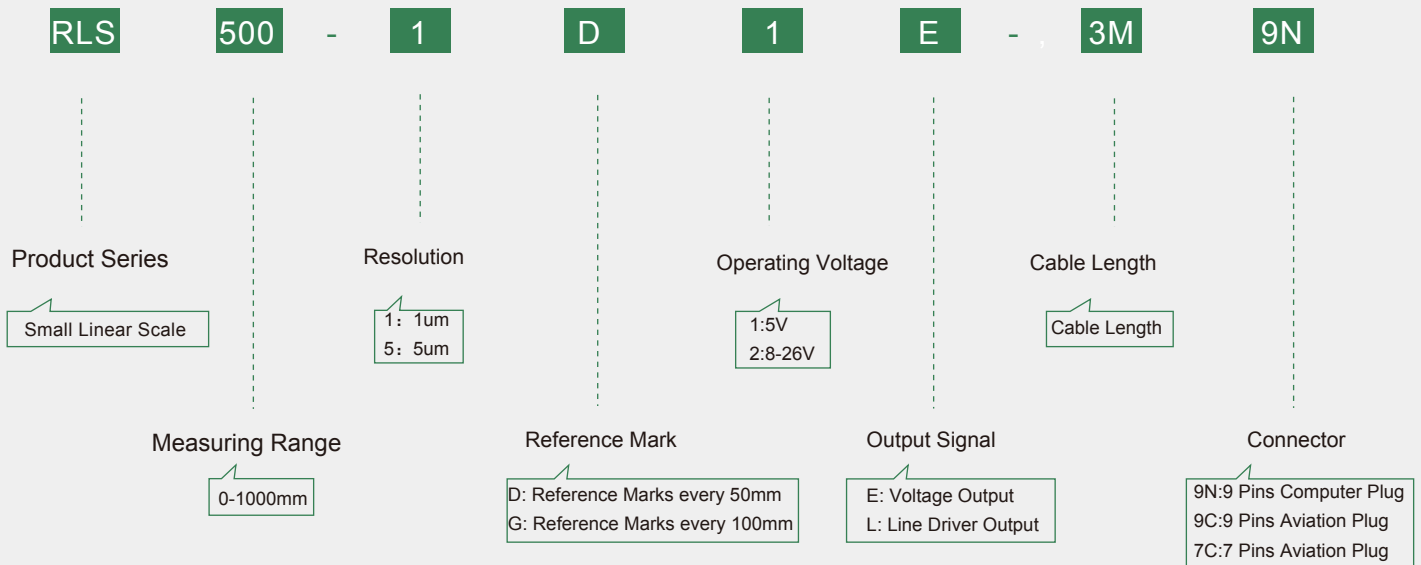 RLS 500 - 1 D 1 E - , 3M 9N
Product Series
Small Linear Scale
Resolution
1：1um
5：5um
Operating Voltage
1:5V
2:8-26V
Cable Length
Cable Length
Measuring Range
0-1000mm
Reference Mark
D: Reference Marks every 50mm
G: Reference Marks every 100mm
Output Signal
E: Voltage Output
L: Line Driver Output
Connector
9N:9 Pins Computer Plug
9C:9 Pins Aviation Plug
7C:7 Pins Aviation Plug